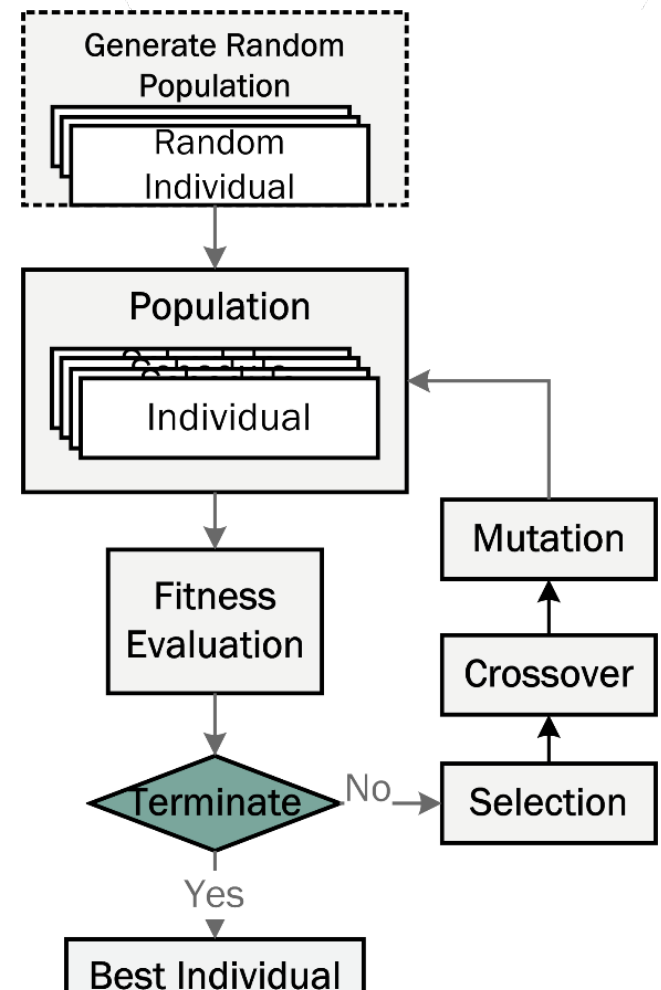 Generate Random
Population
Random
Individual
Population
Individual
Mutation
Fitness
Evaluation
Crossover
Terminate
No
Selection
Yes
Best Individual